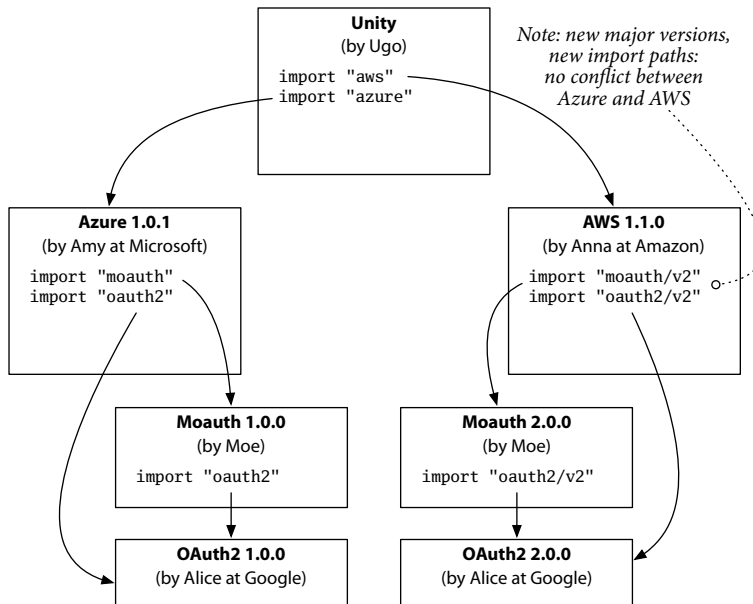 Unity
(by Ugo)
import "aws"
import "azure"
Note: new major versions,
new import paths:
no conflict between
Azure and AWS
Azure 1.0.1
(by Amy at Microsoft)
import "moauth"
import "oauth2"
AWS 1.1.0
(by Anna at Amazon)
import "moauth/v2"
import "oauth2/v2"
Moauth 1.0.0
(by Moe)
import "oauth2"
Moauth 2.0.0
(by Moe)
import "oauth2/v2"
OAuth2 1.0.0
(by Alice at Google)
OAuth2 2.0.0
(by Alice at Google)